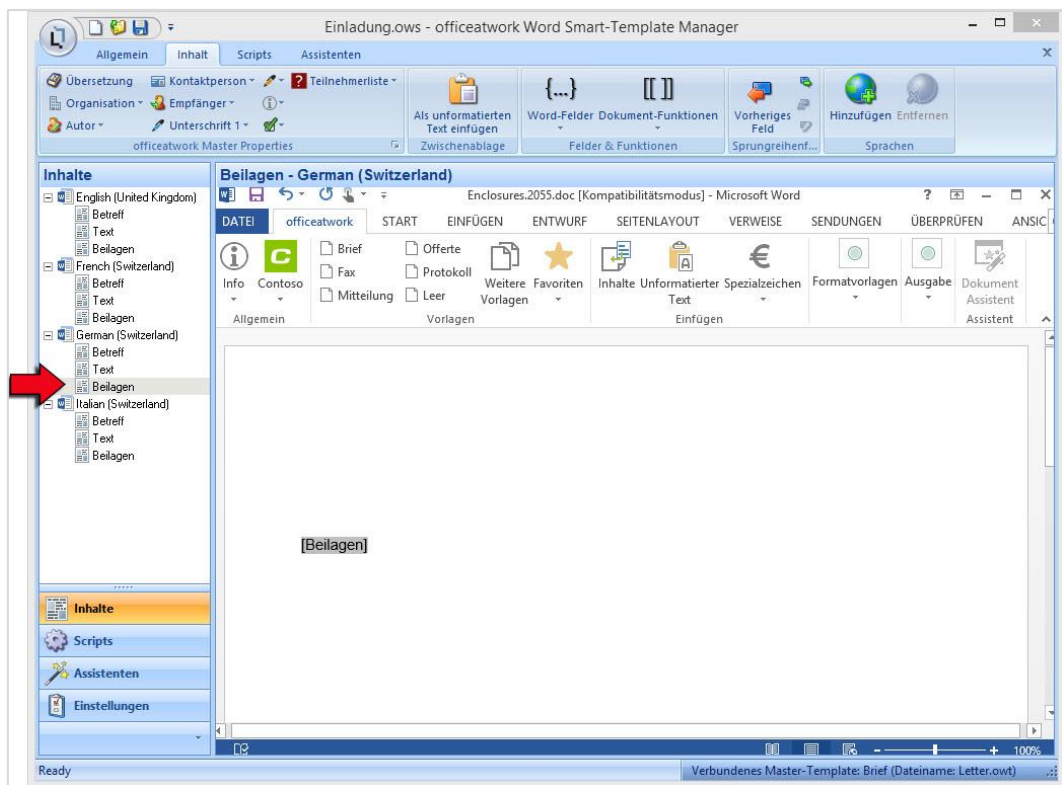 Einladung.ows - officeatwork Word Smart-Template Manager
Allgemein Inhalt Scripts Assistenten
Übersetzung Kontaktperson Teilnehmerliste
Organisation Empfänger
Autor Unterschrift 1
officeatwork Master Properties
Als unformatierten
Text einfügen
Zwischenablage
{...} [[ ]]
Word-Felder Dokument-Funktionen
Felder & Funktionen
Vorheriges
Feld
Sprungreihenf...
Hinzufügen Entfernen
Sprachen
Inhalte
English (United Kingdom)
Betreff
Text
Beilagen
French (Switzerland)
Betreff
Text
Beilagen
German (Switzerland)
Betreff
Text
Beilagen
Italian (Switzerland)
Betreff
Text
Beilagen
Inhalte
Scripts
Assistenten
Einstellungen
Beilagen - German (Switzerland)
Enclosures.2055.doc [Kompatibilitätsmodus] - Microsoft Word
DATEI officeatwork START EINFÜGEN ENTWURF SEITENLAYOUT VERWEISE SENDUNGEN ÜBERPRÜFEN ANSIC
Info Contoso
Allgemein
Brief Offerte
Fax Protokoll
Mitteilung Leer
Weitere
Vorlagen
Favoriten
Vorlagen
Inhalte Unformatierter
Text
Spezialzeichen
Einfügen
Formatvorlagen Ausgabe
Dokument
Assistent
Assistent
[Beilagen]
100%
Ready
Verbundenes Master-Template: Brief (Dateiname: Letter.owt)